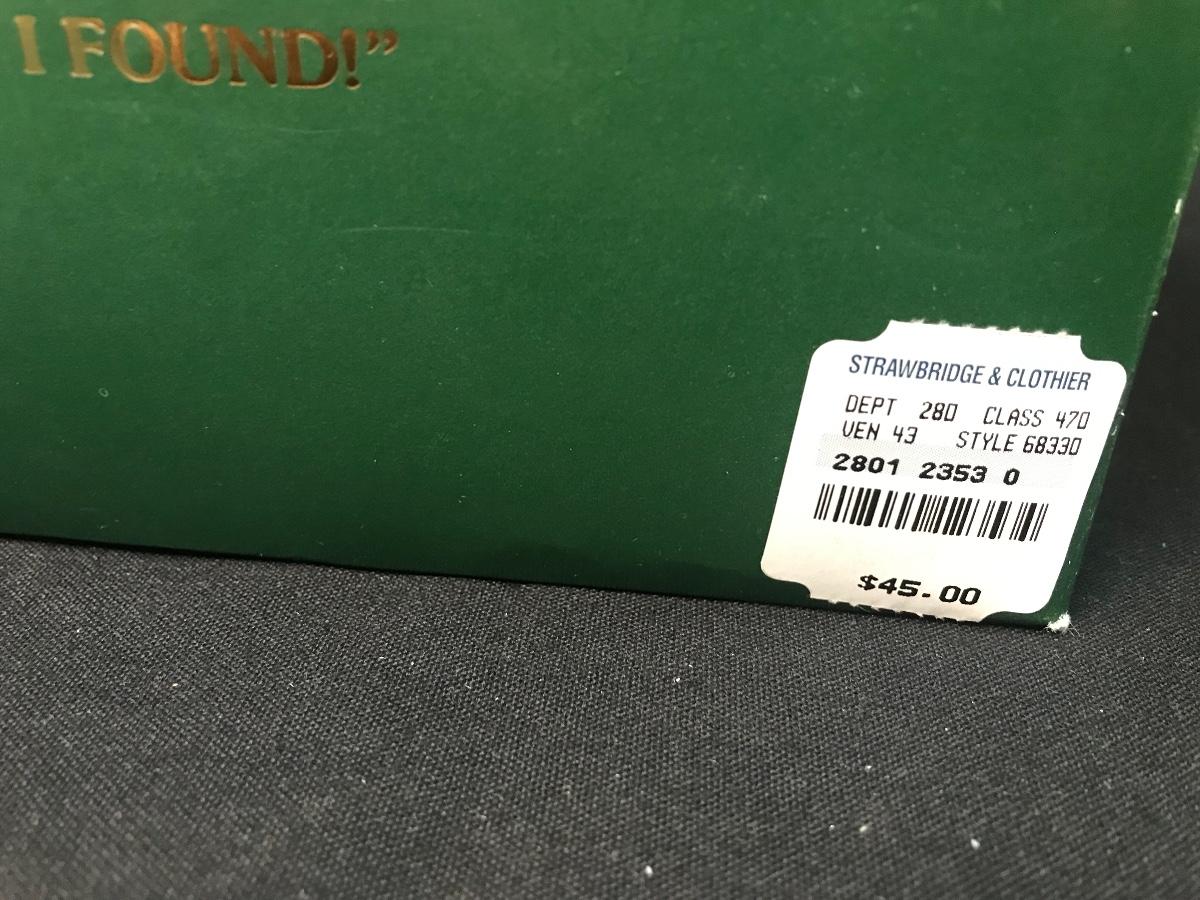 I FOUND!”
STRAWBRIDGE & CLOTHIER
DEPT 280 CLASS 470
VEN 43 STYLE 68330
2801 2353 0
$45.00